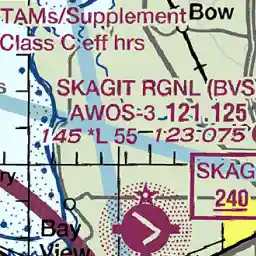 TAMs/Supplement
Bow
Class C eff hrs
SKAGIT RGNL (BVS
AWOS-3 121.125
145 *L 55 123.075
SKAG
240
Bay
View